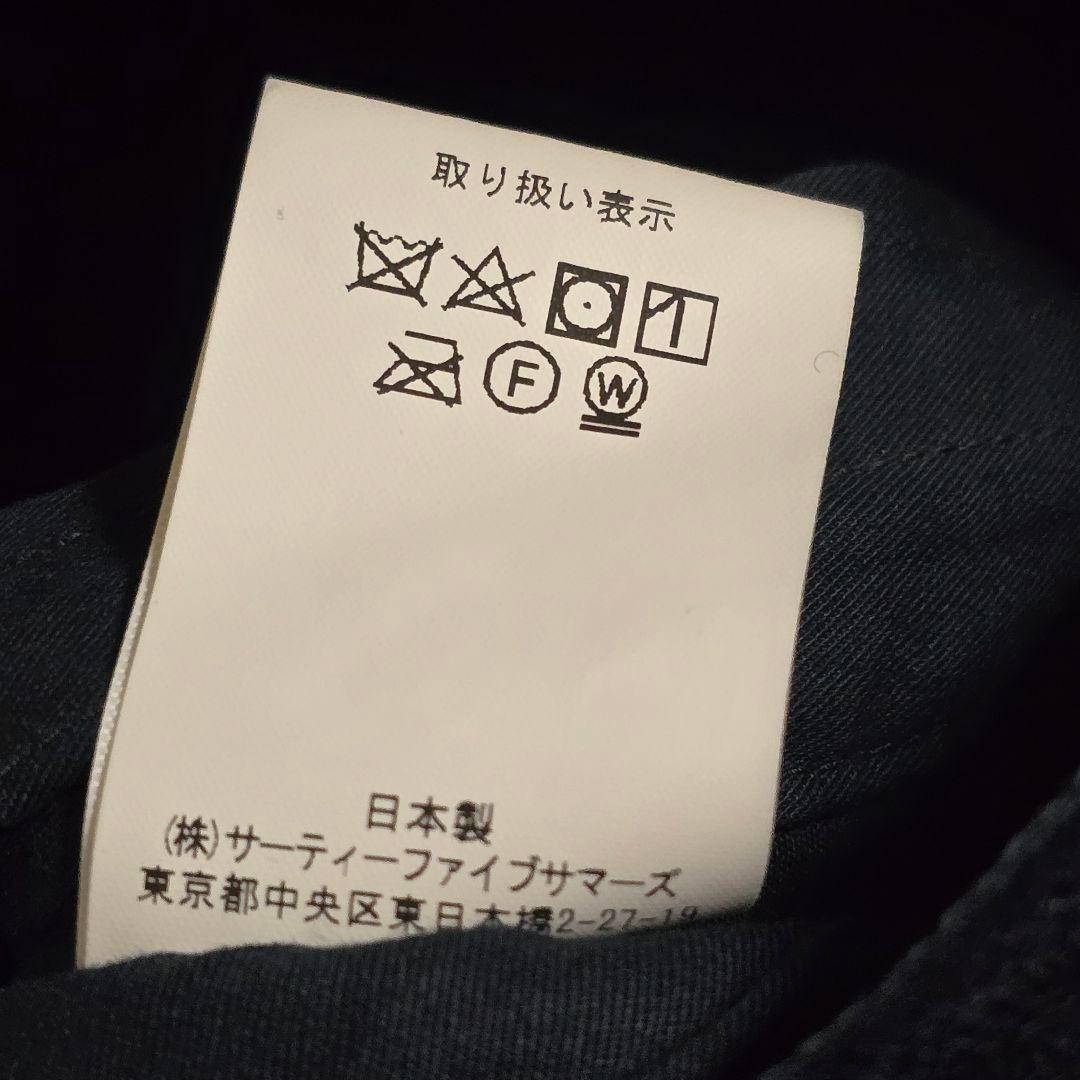 取り扱い表示
F W
日本製
(株)サーティーファイブサマーズ
東京都中央区東日本橋2-27-19